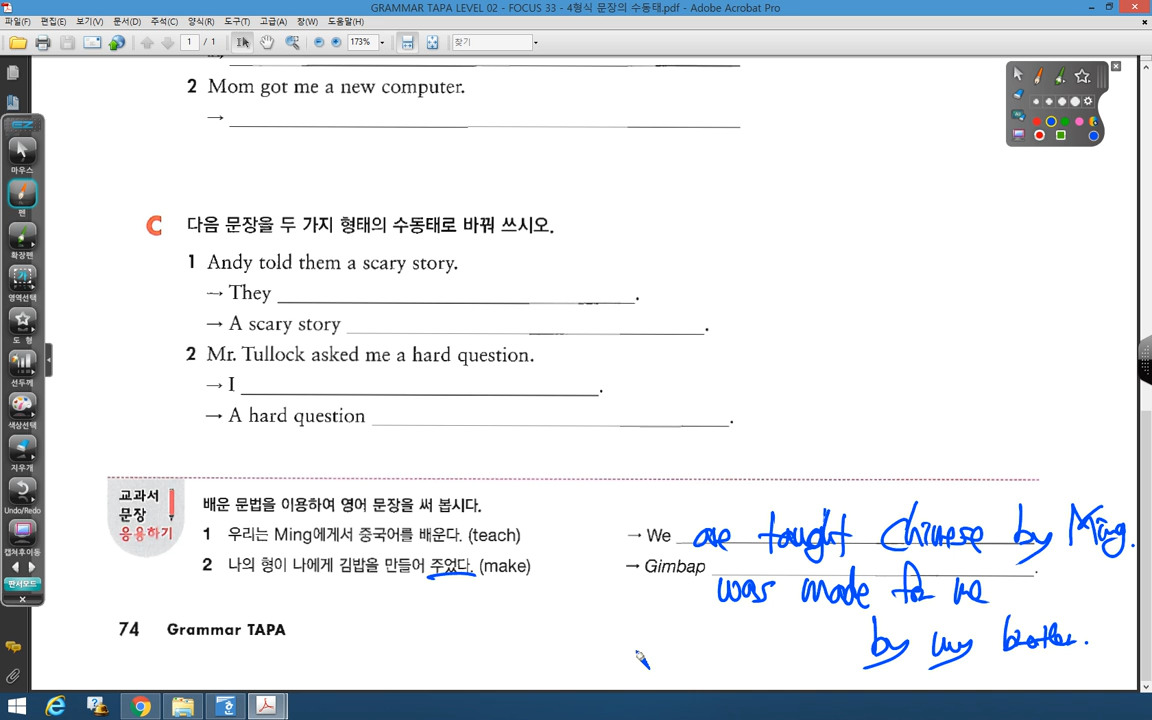 GRAMMAR TAPA LEVEL 02 - FOCUS 33 - 4형식 문장의 수동태.pdf - Adobe Acrobat Pro
파일(F) 편집(E) 보기(V) 문서(D) 주석(C) 양식(R) 도구(T) 고급(A) 창(W) 도움말(H)
1 / 1 173% 찾기
2 Mom got me a new computer.
→
C 다음 문장을 두 가지 형태의 수동태로 바꿔 쓰시오.
1 Andy told them a scary story.
→ They .
→ A scary story .
2 Mr. Tullock asked me a hard question.
→ I .
→ A hard question .
교과서
문장
응용하기
배운 문법을 이용하여 영어 문장을 써 봅시다.
1 우리는 Ming에게서 중국어를 배운다. (teach) → We are taught Chinese by Ming.
2 나의 형이 나에게 김밥을 만들어 주었다. (make) → Gimbap .
was made for me
by my brother.
74 Grammar TAPA
EZ
마우스
펜
확장펜
영역선택
도 형
선두께
색상선택
지우개
Undo/Redo
캡쳐후이동
판서모드